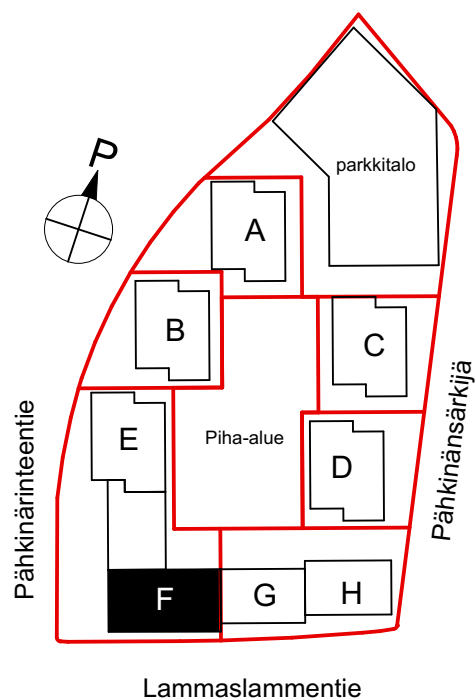 P
parkkitalo
A
B
C
E
Piha-alue
D
F
G
H
Pähkinärinteentie
Pähkinänsärkijä
Lammaslammentie